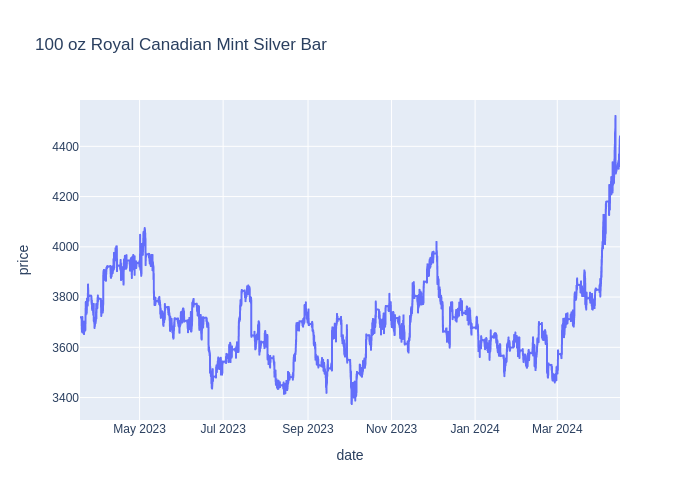 100 oz Royal Canadian Mint Silver Bar
4400
4200
4000
3800
3600
3400
price
May 2023
Jul 2023
Sep 2023
Nov 2023
Jan 2024
Mar 2024
date